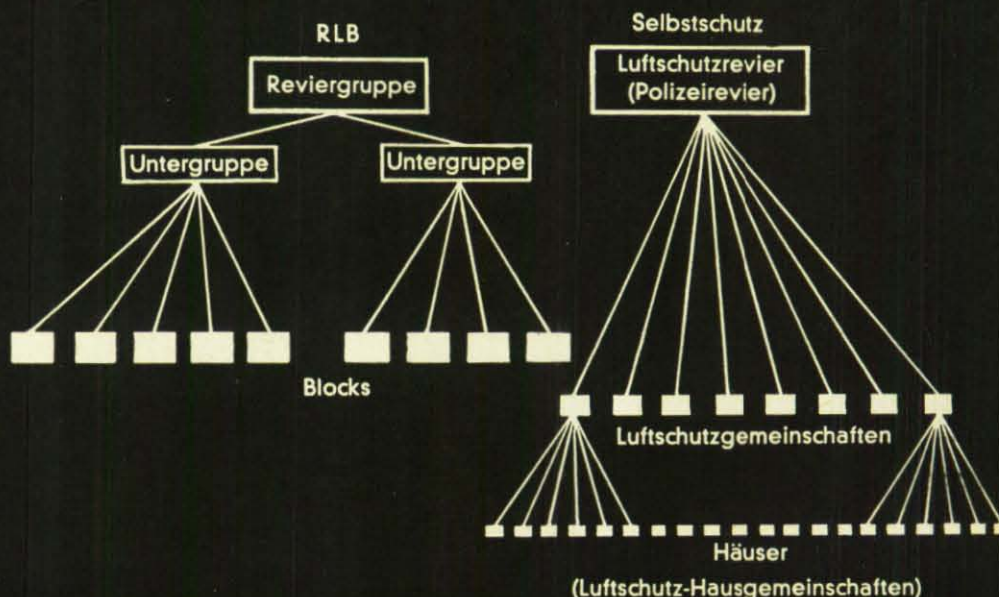 RLB
Reviergruppe
Untergruppe
Untergruppe
Blocks
Selbstschutz
Luftschutzrevier
(Polizeirevier)
Luftschutzgemeinschaften
Häuser
(Luftschutz-Hausgemeinschaften)